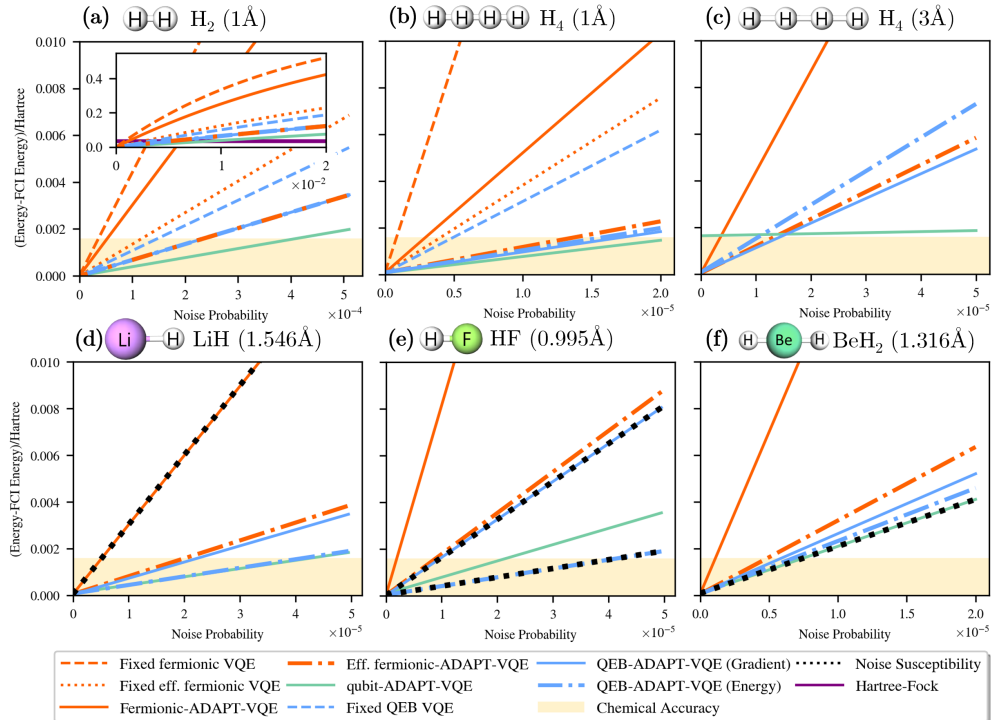 (a) H H H₂ (1Å)
(b) H H H H H₄ (1Å)
(c) H H H H H₄ (3Å)
(Energy-FCI Energy)/Hartree
0.010
0.008
0.006
0.004
0.002
0.000
0.4
0.2
0.0
0 1 2
×10⁻²
0 1 2 3 4 5
×10⁻⁴
Noise Probability
0.0 0.5 1.0 1.5 2.0
×10⁻⁵
Noise Probability
0 1 2 3 4 5
×10⁻⁵
Noise Probability
(d) Li H LiH (1.546Å)
(e) H F HF (0.995Å)
(f) H Be H BeH₂ (1.316Å)
(Energy-FCI Energy)/Hartree
0.010
0.008
0.006
0.004
0.002
0.000
0 1 2 3 4 5
×10⁻⁵
Noise Probability
0 1 2 3 4 5
×10⁻⁵
Noise Probability
0.0 0.5 1.0 1.5 2.0
×10⁻⁵
Noise Probability
Fixed fermionic VQE
Fixed eff. fermionic VQE
Fermionic-ADAPT-VQE
Eff. fermionic-ADAPT-VQE
qubit-ADAPT-VQE
Fixed QEB VQE
QEB-ADAPT-VQE (Gradient)
QEB-ADAPT-VQE (Energy)
Chemical Accuracy
Noise Susceptibility
Hartree-Fock